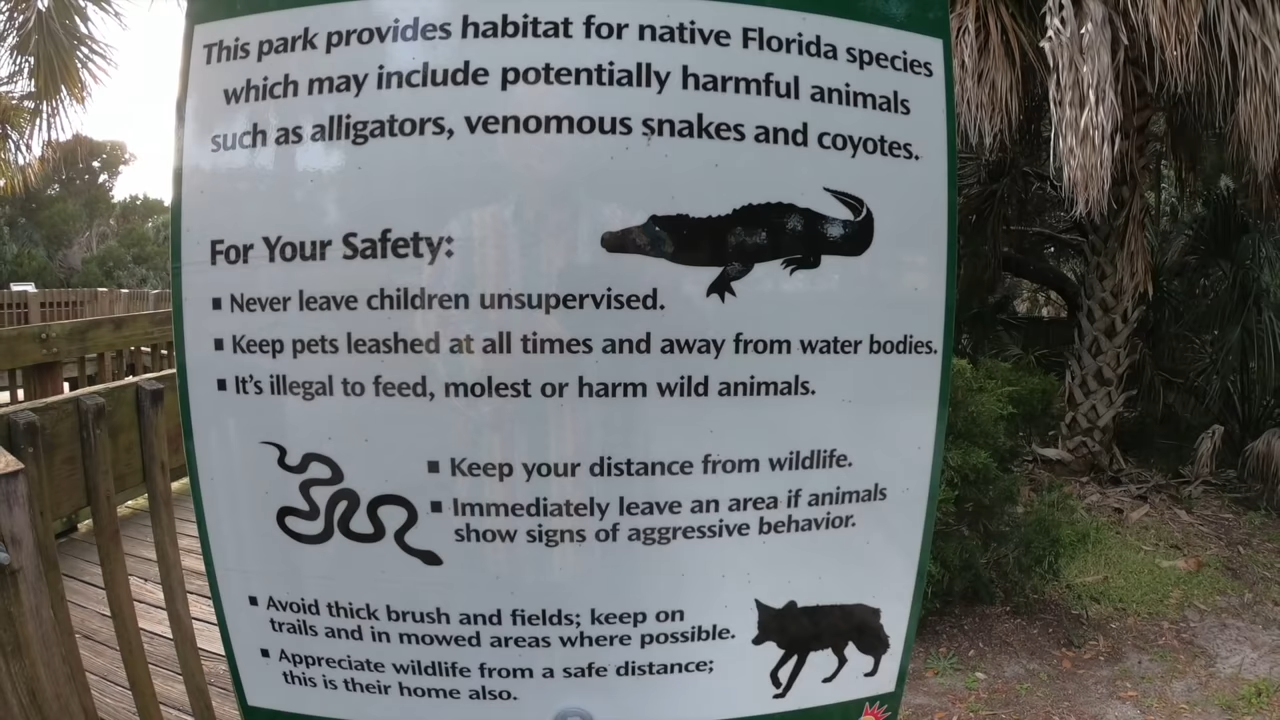 This park provides habitat for native Florida species
which may include potentially harmful animals
such as alligators, venomous snakes and coyotes.
For Your Safety:
▪ Never leave children unsupervised.
▪ Keep pets leashed at all times and away from water bodies.
▪ It's illegal to feed, molest or harm wild animals.
▪ Keep your distance from wildlife.
▪ Immediately leave an area if animals
show signs of aggressive behavior.
▪ Avoid thick brush and fields; keep on
trails and in mowed areas where possible.
▪ Appreciate wildlife from a safe distance;
this is their home also.